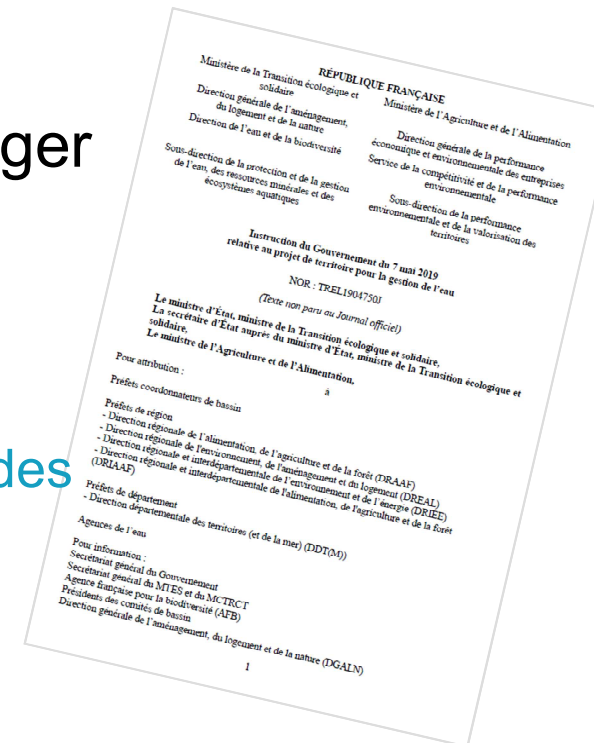 ger
des
RÉPUBLIQUE FRANÇAISE
Ministère de la Transition écologique et
solidaire
Direction générale de l'aménagement,
du logement et de la nature
Direction de l'eau et de la biodiversité
Sous-direction de la protection et de la gestion
de l'eau, des ressources minérales et des
écosystèmes aquatiques
Ministère de l'Agriculture et de l'Alimentation
Direction générale de la performance
économique et environnementale des entreprises
Service de la compétitivité et de la performance
environnementale
Sous-direction de la performance
environnementale et de la valorisation des
territoires
Instruction du Gouvernement du 7 mai 2019
relative au projet de territoire pour la gestion de l'eau
NOR : TREL1904750J
(Texte non paru au Journal officiel)
Le ministre d'État, ministre de la Transition écologique et solidaire,
La secrétaire d'État auprès du ministre d'État, ministre de la Transition écologique et
solidaire,
Le ministre de l'Agriculture et de l'Alimentation,
à
Pour attribution :
Préfets coordonnateurs de bassin
Préfets de région
- Direction régionale de l'alimentation, de l'agriculture et de la forêt (DRAAF)
- Direction régionale de l'environnement, de l'aménagement et du logement (DREAL)
- Direction régionale et interdépartementale de l'environnement et de l'énergie (DRIEE)
- Direction régionale et interdépartementale de l'alimentation, de l'agriculture et de la forêt
(DRIAAF)
Préfets de département
- Direction départementale des territoires (et de la mer) (DDT(M))
Agences de l'eau
Pour information :
Secrétariat général du Gouvernement
Secrétariat général du MTES et du MCTRCT
Agence française pour la biodiversité (AFB)
Présidents des comités de bassin
Direction générale de l'aménagement, du logement et de la nature (DGALN)
1